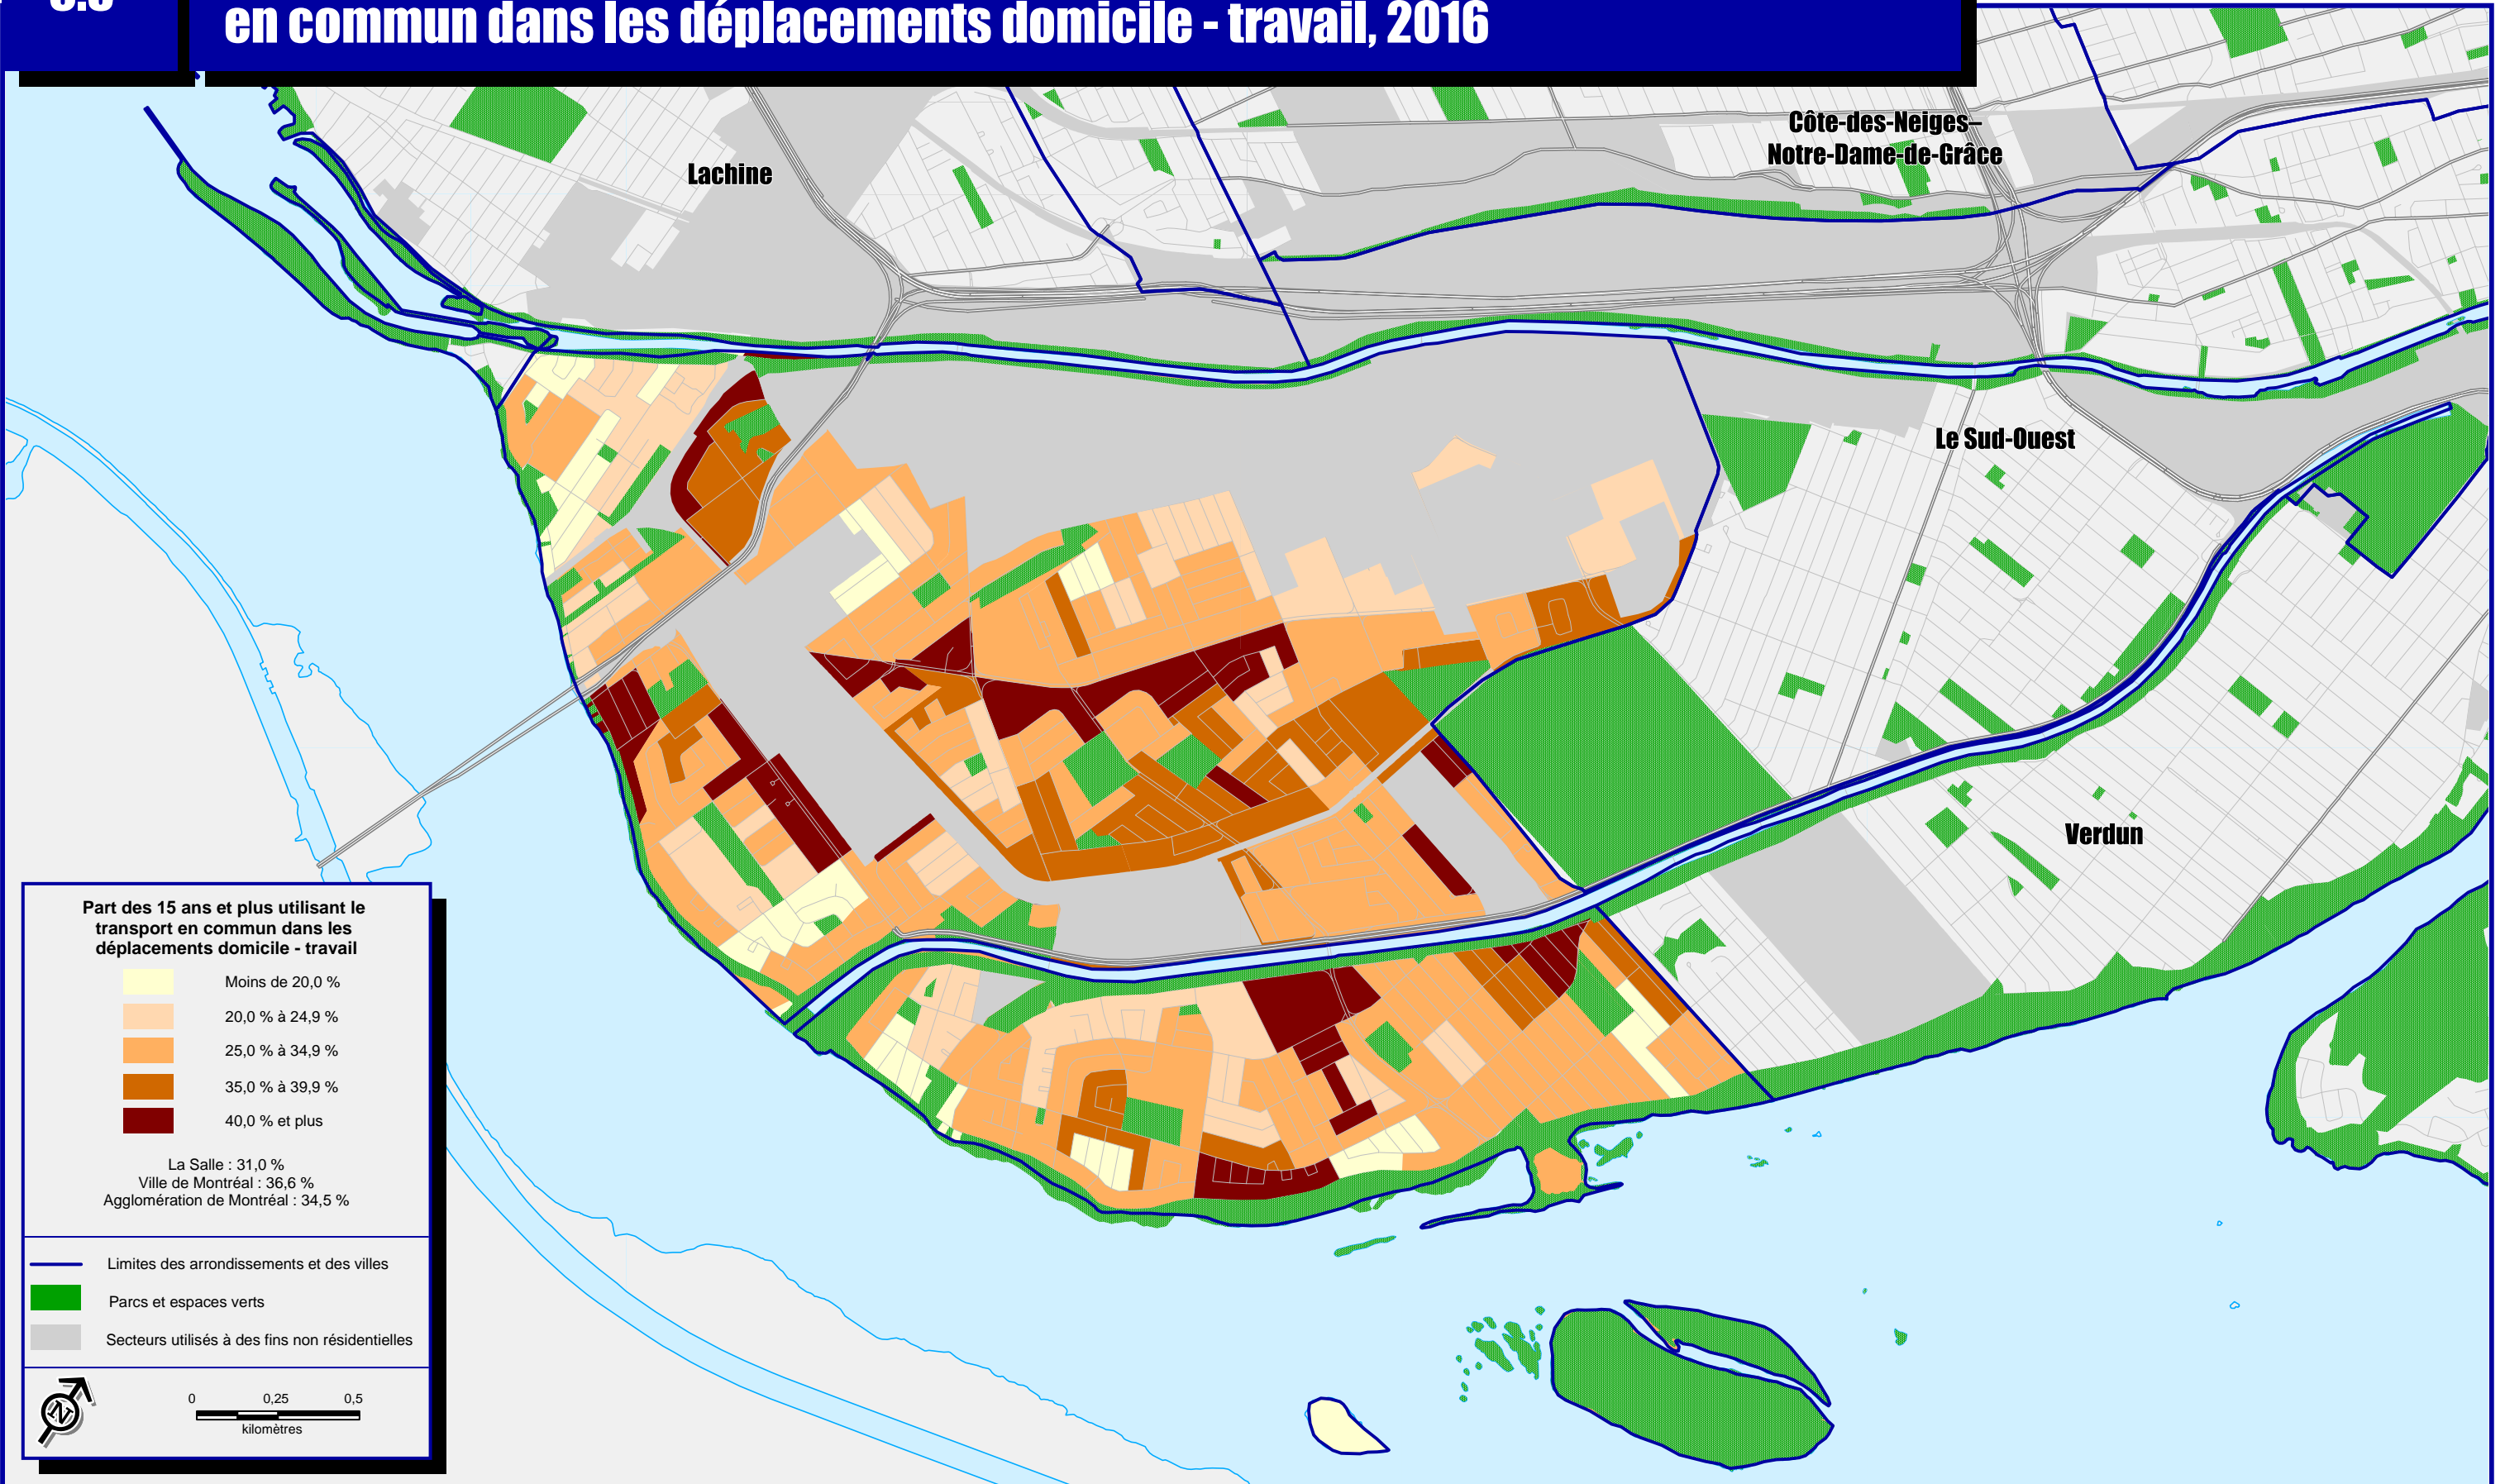 en commun dans les déplacements domicile - travail, 2016
Lachine
Côte-des-Neiges–
Notre-Dame-de-Grâce
Le Sud-Ouest
Verdun
Part des 15 ans et plus utilisant le
transport en commun dans les
déplacements domicile - travail
Moins de 20,0 %
20,0 % à 24,9 %
25,0 % à 34,9 %
35,0 % à 39,9 %
40,0 % et plus
La Salle : 31,0 %
Ville de Montréal : 36,6 %
Agglomération de Montréal : 34,5 %
Limites des arrondissements et des villes
Parcs et espaces verts
Secteurs utilisés à des fins non résidentielles
N
0 0,25 0,5
kilomètres